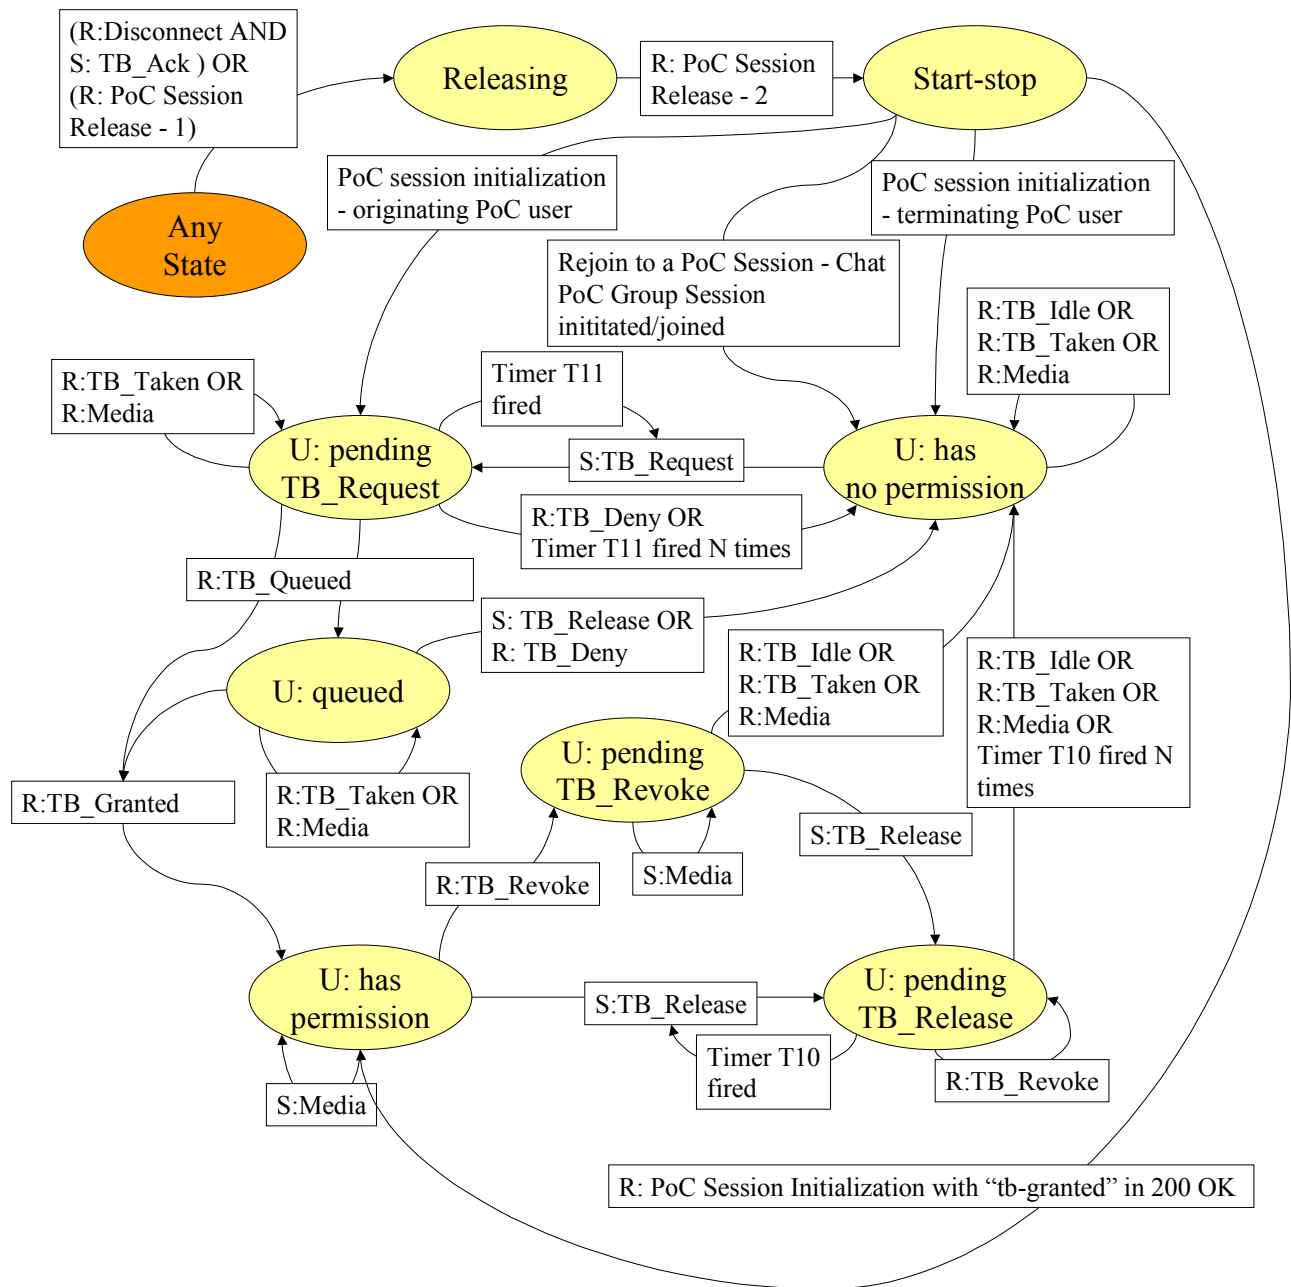 (R:Disconnect AND
S: TB_Ack ) OR
(R: PoC Session
Release - 1)
Releasing
R: PoC Session
Release - 2
Start-stop
Any
State
PoC session initialization
- originating PoC user
PoC session initialization
- terminating PoC user
Rejoin to a PoC Session - Chat
PoC Group Session
inititated/joined
R:TB_Idle OR
R:TB_Taken OR
R:Media
R:TB_Taken OR
R:Media
Timer T11
fired
U: pending
TB_Request
S:TB_Request
U: has
no permission
R:TB_Deny OR
Timer T11 fired N times
R:TB_Queued
S: TB_Release OR
R: TB_Deny
R:TB_Idle OR
R:TB_Taken OR
R:Media
R:TB_Idle OR
R:TB_Taken OR
R:Media OR
Timer T10 fired N
times
U: queued
U: pending
TB_Revoke
R:TB_Granted
R:TB_Taken OR
R:Media
S:TB_Release
S:Media
R:TB_Revoke
U: has
permission
S:TB_Release
U: pending
TB_Release
Timer T10
fired
R:TB_Revoke
S:Media
R: PoC Session Initialization with “tb-granted” in 200 OK